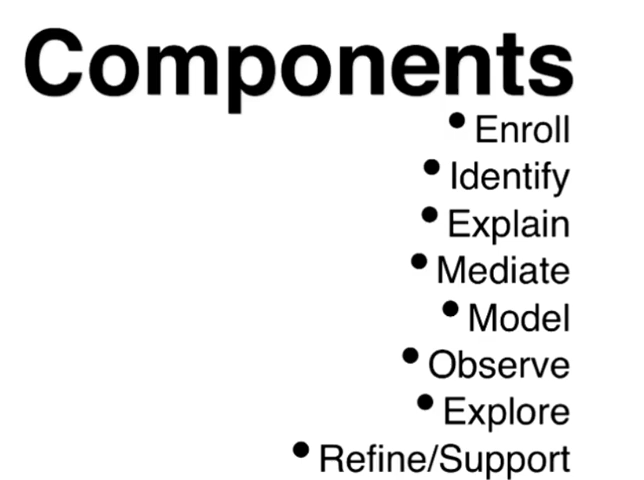 Components
• Enroll
• Identify
• Explain
• Mediate
• Model
• Observe
• Explore
• Refine/Support